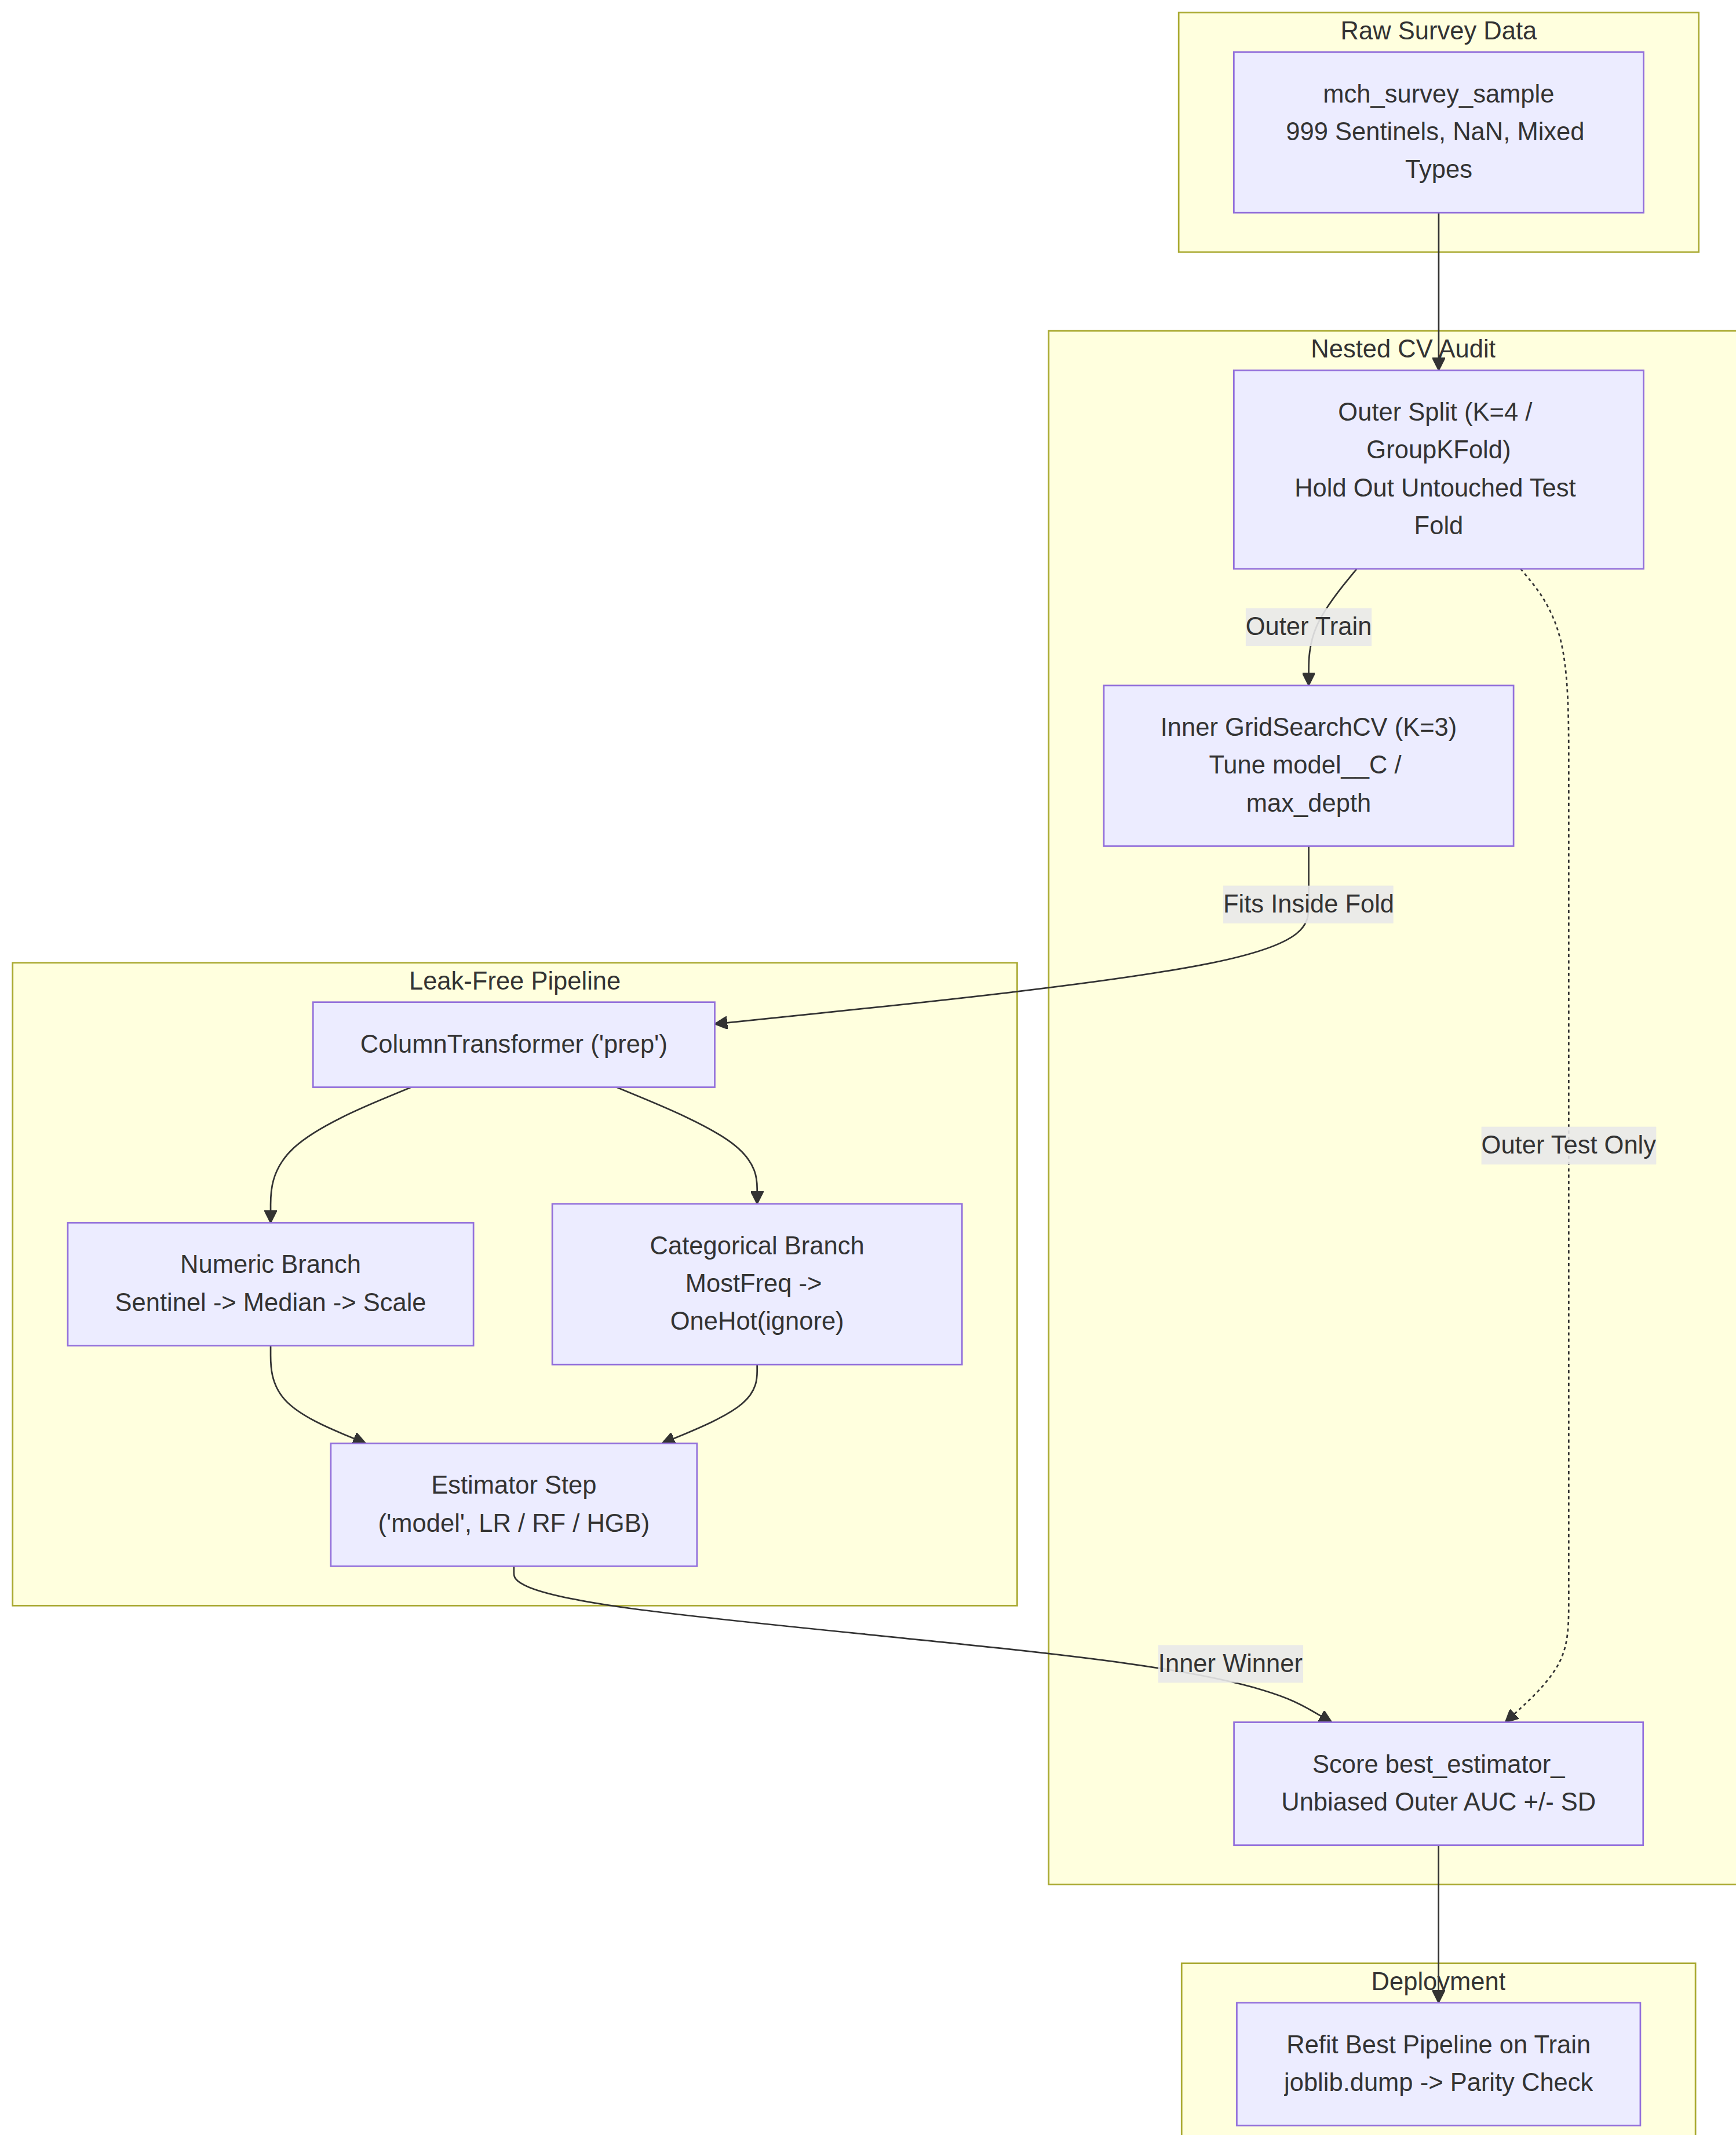 Raw Survey Data
mch_survey_sample
999 Sentinels, NaN, Mixed
Types
Nested CV Audit
Outer Split (K=4 /
GroupKFold)
Hold Out Untouched Test
Fold
Outer Train
Inner GridSearchCV (K=3)
Tune model__C /
max_depth
Fits Inside Fold
Leak-Free Pipeline
ColumnTransformer ('prep')
Outer Test Only
Numeric Branch
Sentinel -> Median -> Scale
Categorical Branch
MostFreq ->
OneHot(ignore)
Estimator Step
('model', LR / RF / HGB)
Inner Winner
Score best_estimator_
Unbiased Outer AUC +/- SD
Deployment
Refit Best Pipeline on Train
joblib.dump -> Parity Check